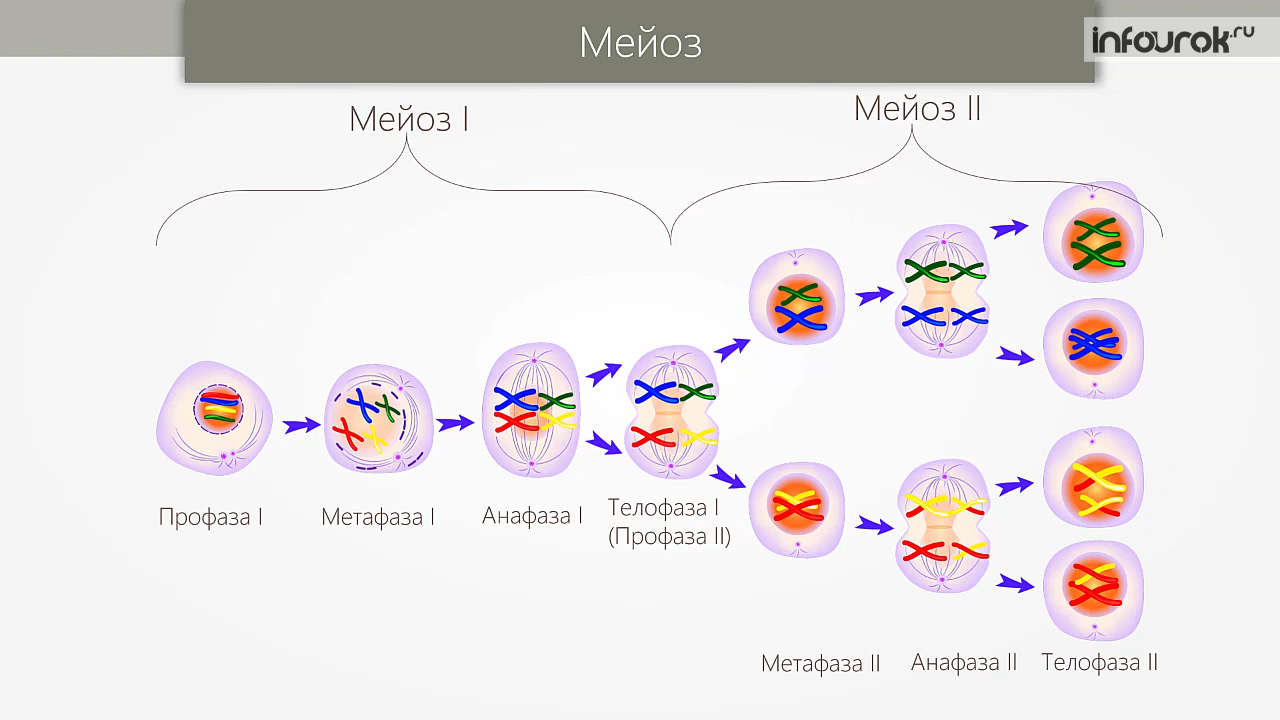 Мейоз
infourok.ru
Мейоз I
Мейоз II
Профаза I
Метафаза I
Анафаза I
Телофаза I
(Профаза II)
Метафаза II
Анафаза II
Телофаза II